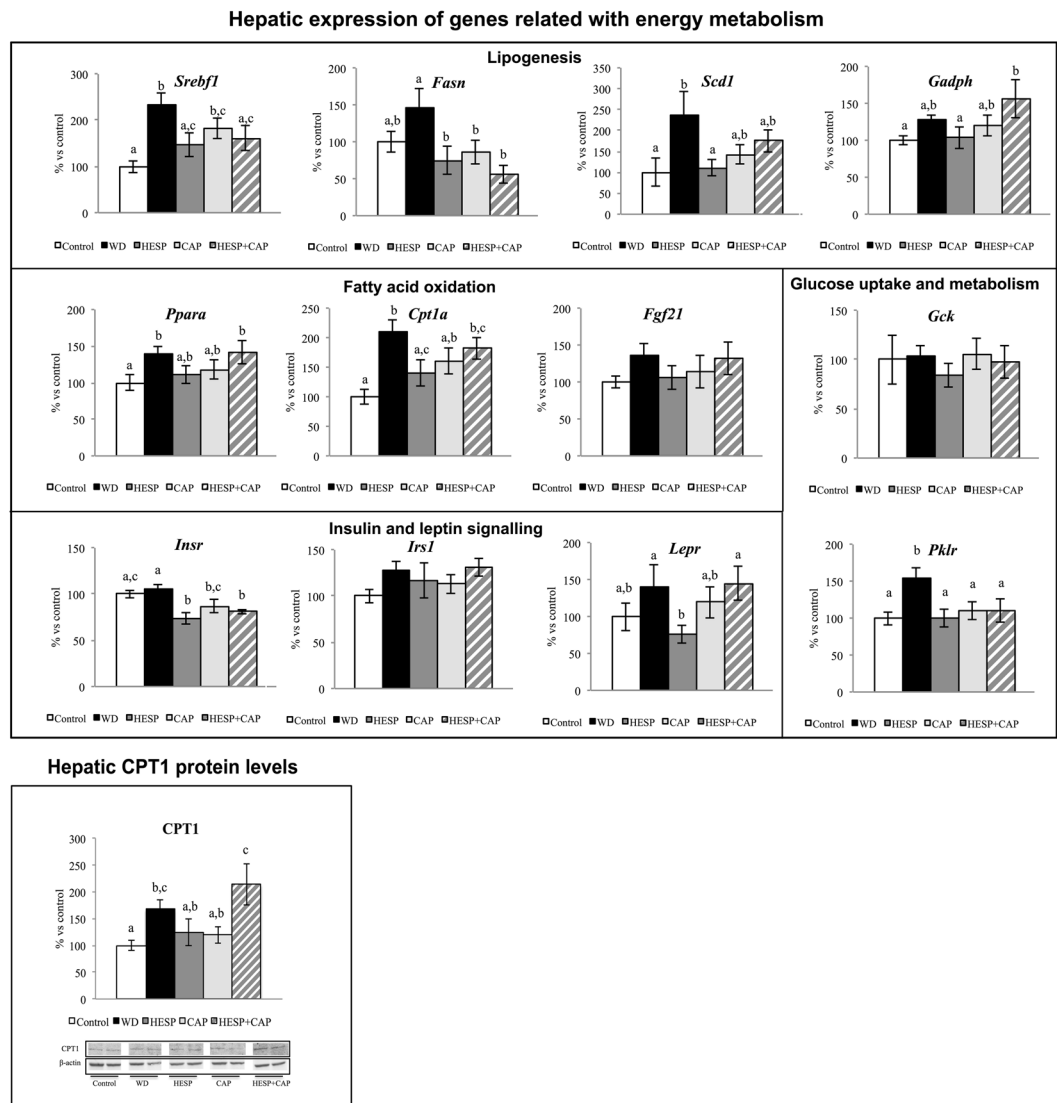 Hepatic expression of genes related with energy metabolism
Lipogenesis
Srebf1
% vs control
300
200
100
0
a
b
a,c
b,c
a,c
Control WD HESP CAP HESP+CAP
Fasn
% vs control
200
150
100
50
0
a,b
a
b
b
b
Control WD HESP CAP HESP+CAP
Scd1
% vs control
350
300
250
200
150
100
50
0
a
b
a
a,b
a,b
Control WD HESP CAP HESP+CAP
Gadph
% vs control
200
150
100
50
0
a
a,b
a
a,b
b
Control WD HESP CAP HESP+CAP
Fatty acid oxidation
Ppara
% vs control
200
150
100
50
0
a
b
a,b
a,b
b
Control WD HESP CAP HESP+CAP
Cpt1a
% vs control
250
200
150
100
50
0
a
b
a,c
a,b
b,c
Control WD HESP CAP HESP+CAP
Fgf21
% vs control
200
150
100
50
0
Control WD HESP CAP HESP+CAP
Glucose uptake and metabolism
Gck
% vs control
150
100
50
0
Control WD HESP CAP HESP+CAP
Insulin and leptin signalling
Insr
% vs control
150
100
50
0
a,c
a
b
b,c
b
Control WD HESP CAP HESP+CAP
Irs1
% vs control
150
100
50
0
Control WD HESP CAP HESP+CAP
Lepr
% vs control
200
150
100
50
0
a,b
a
b
a,b
a
Control WD HESP CAP HESP+CAP
Pklr
% vs control
200
150
100
50
0
a
b
a
a
a
Control WD HESP CAP HESP+CAP
Hepatic CPT1 protein levels
CPT1
% vs control
300
250
200
150
100
50
0
a
b,c
a,b
a,b
c
Control WD HESP CAP HESP+CAP
CPT1
β-actin
Control WD HESP CAP HESP+CAP